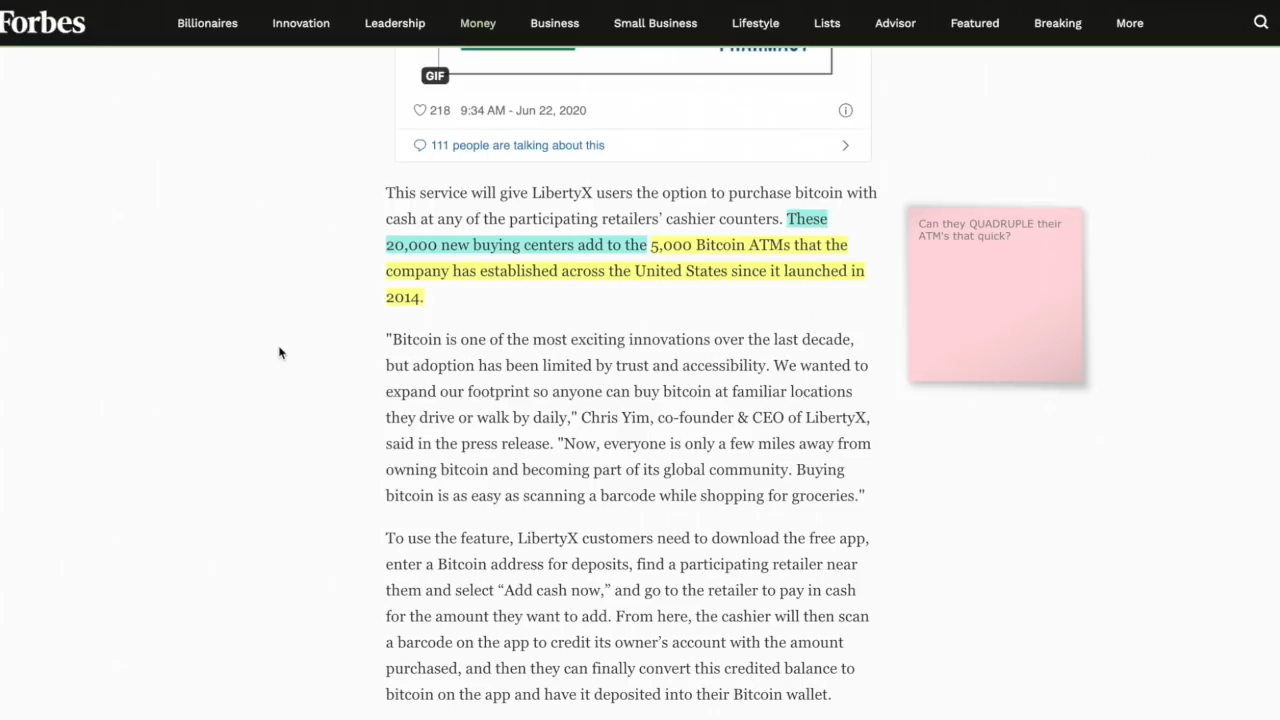 Forbes
Billionaires Innovation Leadership Money Business Small Business Lifestyle Lists Advisor Featured Breaking More
PHARMACY
GIF
218 9:34 AM - Jun 22, 2020
111 people are talking about this
This service will give LibertyX users the option to purchase bitcoin with
cash at any of the participating retailers’ cashier counters. These
20,000 new buying centers add to the 5,000 Bitcoin ATMs that the
company has established across the United States since it launched in
2014.
Can they QUADRUPLE their
ATM's that quick?
"Bitcoin is one of the most exciting innovations over the last decade,
but adoption has been limited by trust and accessibility. We wanted to
expand our footprint so anyone can buy bitcoin at familiar locations
they drive or walk by daily," Chris Yim, co-founder & CEO of LibertyX,
said in the press release. "Now, everyone is only a few miles away from
owning bitcoin and becoming part of its global community. Buying
bitcoin is as easy as scanning a barcode while shopping for groceries."
To use the feature, LibertyX customers need to download the free app,
enter a Bitcoin address for deposits, find a participating retailer near
them and select “Add cash now,” and go to the retailer to pay in cash
for the amount they want to add. From here, the cashier will then scan
a barcode on the app to credit its owner’s account with the amount
purchased, and then they can finally convert this credited balance to
bitcoin on the app and have it deposited into their Bitcoin wallet.